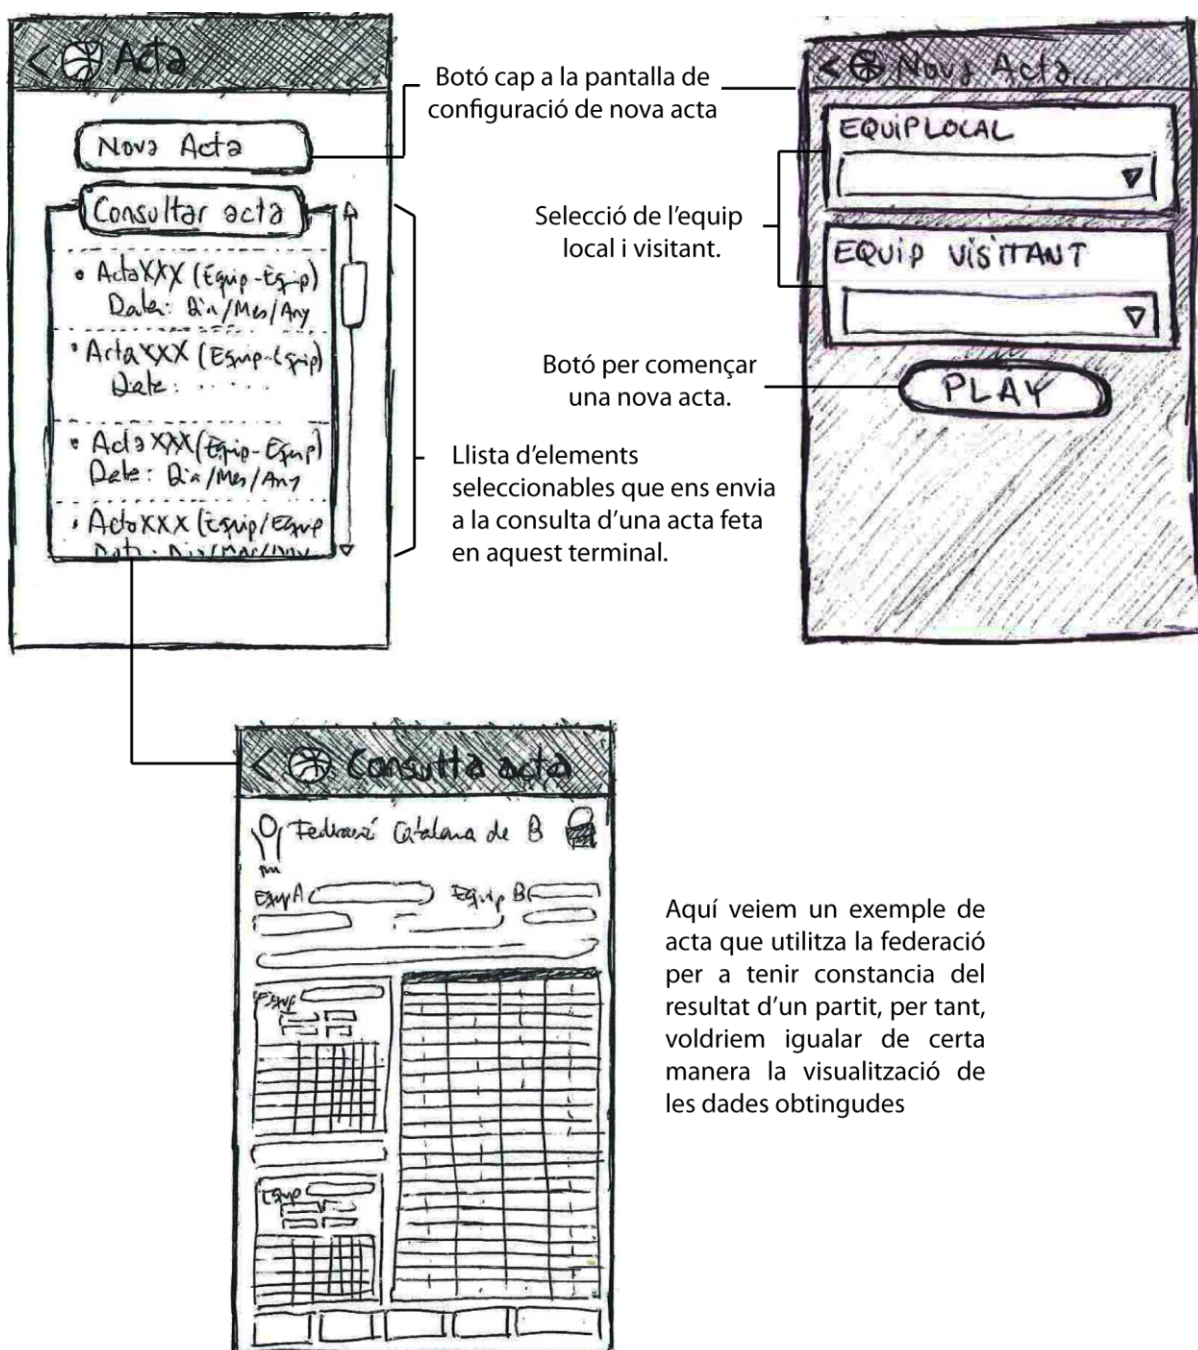 < Acta
Nova Acta
Consultar acta
• Acta XXX (Equip-Equip)
Data: Dia/Mes/Any
• Acta XXX (Equip-Equip)
Data: . . . . .
• Acta XXX (Equip-Equip)
Data: Dia/Mes/Any
• Acta XXX (Equip/Equip
Data: Dia/Mes/Any
Botó cap a la pantalla de
configuració de nova acta
Selecció de l'equip
local i visitant.
Botó per començar
una nova acta.
Llista d'elements
seleccionables que ens envia
a la consulta d'una acta feta
en aquest terminal.
< Nova Acta
EQUIP LOCAL
EQUIP VISITANT
PLAY
< Consulta acta
Federació Catalana de B
Equip A Equip B
Equip
Equip
Aquí veiem un exemple de
acta que utilitza la federació
per a tenir constancia del
resultat d'un partit, per tant,
voldriem igualar de certa
manera la visualització de
les dades obtingudes